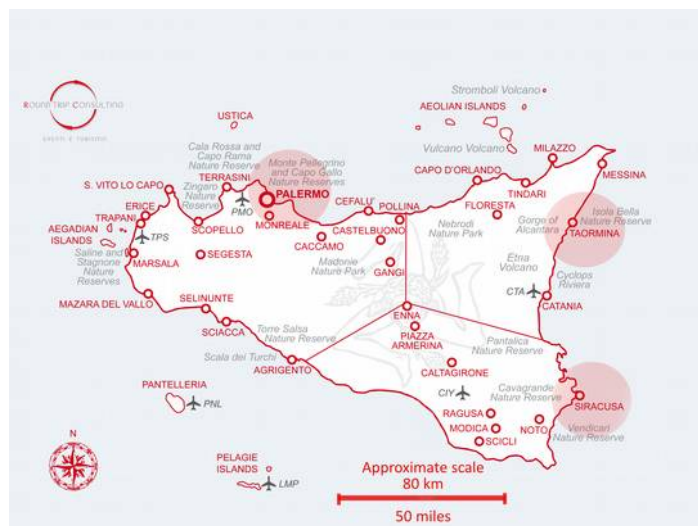 Stromboli Volcano
AEOLIAN ISLANDS
ROUND TRIP CONSULTING
EVENTI E TURISMO
USTICA
Vulcano Volcano
MILAZZO
Cala Rossa and
Capo Rama
Nature Reserve
Monte Pellegrino
and Capo Gallo
Nature Reserves
CAPO D'ORLANDO
MESSINA
TERRASINI
TINDARI
S. VITO LO CAPO
Zingaro
Nature
Reserve
PALERMO
PMO
CEFALU'
POLLINA
FLORESTA
ERICE
TRAPANI
SCOPELLO
MONREALE
CASTELBUONO
Nebrodi
Nature Park
Gorge of
Alcantara
Isola Bella
Nature Reserve
TAORMINA
AEGADIAN
ISLANDS
TPS
CACCAMO
Saline and
Stagnone
Nature
Reserves
MARSALA
SEGESTA
Madonie
Nature Park
GANGI
Etna
Volcano
Cyclops
Riviera
CTA
CATANIA
MAZARA DEL VALLO
SELINUNTE
ENNA
SCIACCA
Torre Salsa
Nature Reserve
PIAZZA
ARMERINA
Pantalica
Nature Reserve
Scala dei Turchi
AGRIGENTO
CALTAGIRONE
PANTELLERIA
PNL
CIY
Cavagrande
Nature Reserve
SIRACUSA
RAGUSA
MODICA
SCICLI
NOTO
Vendicari
Nature Reserve
N
PELAGIE
ISLANDS
LMP
Approximate scale
80 km
50 miles